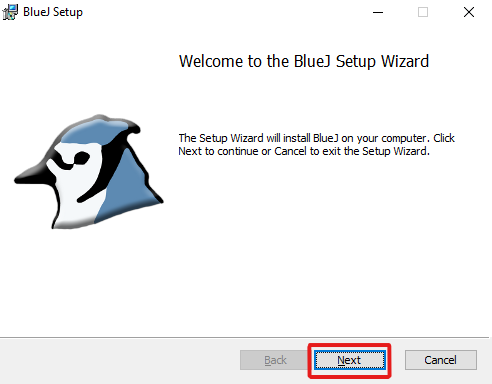 BlueJ Setup
Welcome to the BlueJ Setup Wizard
The Setup Wizard will install BlueJ on your computer. Click
Next to continue or Cancel to exit the Setup Wizard.
Back Next Cancel